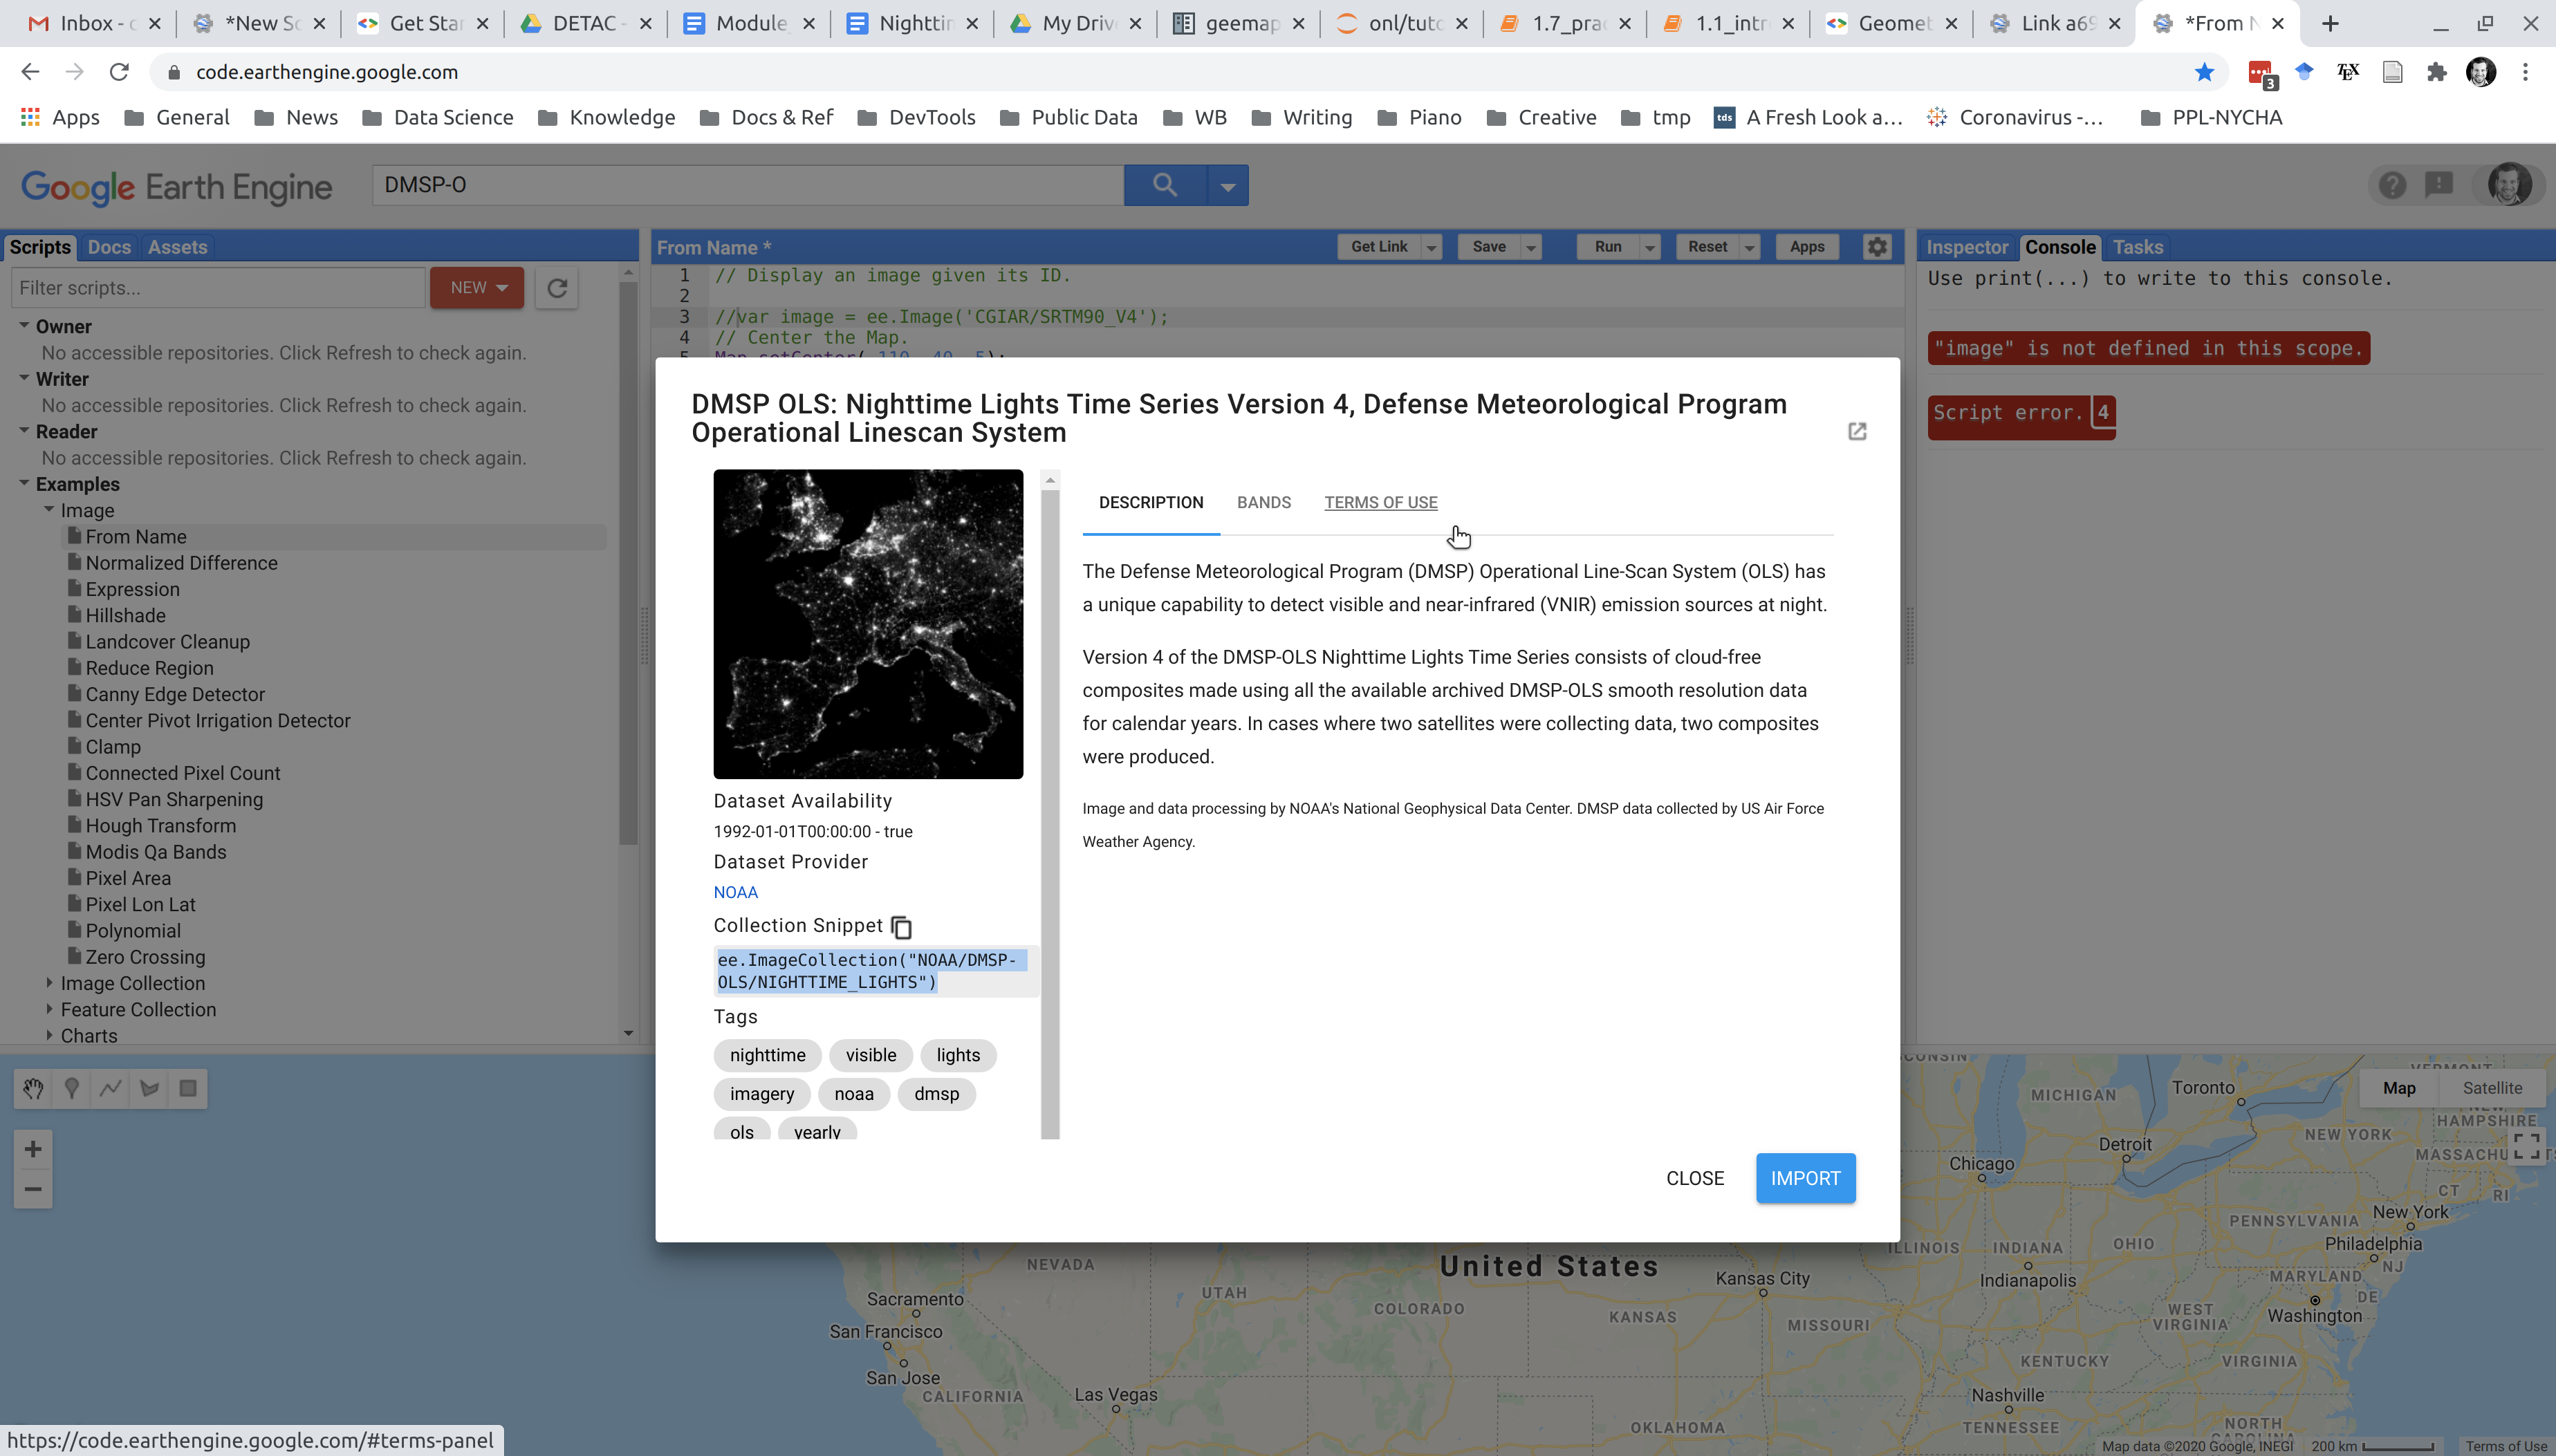 Inbox - c
*New Sc
Get Star
DETAC -
Module_
Nighttin
My Drive
geemap
onl/tuto
1.7_prac
1.1_intr
Geomet
Link a69
*From N
code.earthengine.google.com
3
TEX
Apps
General
News
Data Science
Knowledge
Docs & Ref
DevTools
Public Data
WB
Writing
Piano
Creative
tmp
tds
A Fresh Look a...
Coronavirus -...
PPL-NYCHA
Google Earth Engine
DMSP-O
Scripts
Docs
Assets
Filter scripts...
NEW
Owner
No accessible repositories. Click Refresh to check again.
Writer
No accessible repositories. Click Refresh to check again.
Reader
No accessible repositories. Click Refresh to check again.
Examples
Image
From Name
Normalized Difference
Expression
Hillshade
Landcover Cleanup
Reduce Region
Canny Edge Detector
Center Pivot Irrigation Detector
Clamp
Connected Pixel Count
HSV Pan Sharpening
Hough Transform
Modis Qa Bands
Pixel Area
Pixel Lon Lat
Polynomial
Zero Crossing
Image Collection
Feature Collection
Charts
From Name *
Get Link
Save
Run
Reset
Apps
1 // Display an image given its ID.
2
3 //var image = ee.Image('CGIAR/SRTM90_V4');
4 // Center the Map.
5 Map.setCenter(-110, 40, 5);
Inspector
Console
Tasks
Use print(...) to write to this console.
"image" is not defined in this scope.
Script error. 4
DMSP OLS: Nighttime Lights Time Series Version 4, Defense Meteorological Program
Operational Linescan System
DESCRIPTION
BANDS
TERMS OF USE
The Defense Meteorological Program (DMSP) Operational Line-Scan System (OLS) has
a unique capability to detect visible and near-infrared (VNIR) emission sources at night.
Version 4 of the DMSP-OLS Nighttime Lights Time Series consists of cloud-free
composites made using all the available archived DMSP-OLS smooth resolution data
for calendar years. In cases where two satellites were collecting data, two composites
were produced.
Image and data processing by NOAA's National Geophysical Data Center. DMSP data collected by US Air Force
Weather Agency.
Dataset Availability
1992-01-01T00:00:00 - true
Dataset Provider
NOAA
Collection Snippet
ee.ImageCollection("NOAA/DMSP-
OLS/NIGHTTIME_LIGHTS")
Tags
nighttime
visible
lights
imagery
noaa
dmsp
ols
yearly
CLOSE
IMPORT
Map
Satellite
VERMONT
MICHIGAN
Toronto
NEW
HAMPSHIRE
Detroit
NEW YORK
MASSACHU
Chicago
CT
RI
PENNSYLVANIA
New York
ILLINOIS
INDIANA
OHIO
Philadelphia
United States
NEVADA
Kansas City
Indianapolis
MARYLAND
NJ
DE
Sacramento
UTAH
COLORADO
KANSAS
MISSOURI
WEST
VIRGINIA
Washington
San Francisco
KENTUCKY
VIRGINIA
San Jose
CALIFORNIA
Las Vegas
Nashville
TENNESSEE
OKLAHOMA
NORTH
CAROLINA
https://code.earthengine.google.com/#terms-panel
Map data ©2020 Google, INEGI
200 km
Terms of Use